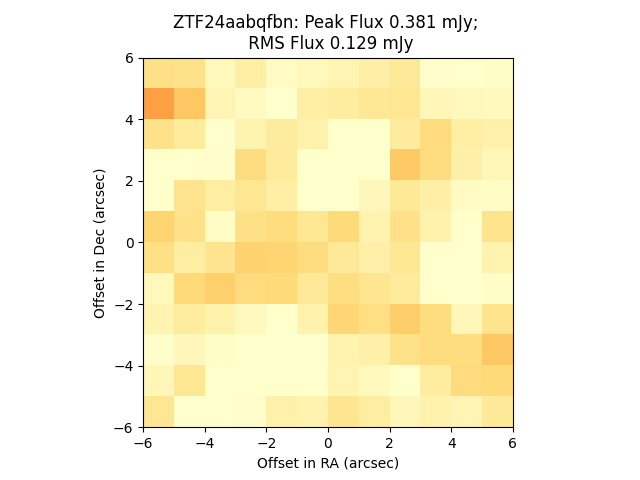 ZTF24aabqfbn: Peak Flux 0.381 mJy;
RMS Flux 0.129 mJy
6
4
2
0
−2
−4
−6
Offset in Dec (arcsec)
−6 −4 −2 0 2 4 6
Offset in RA (arcsec)